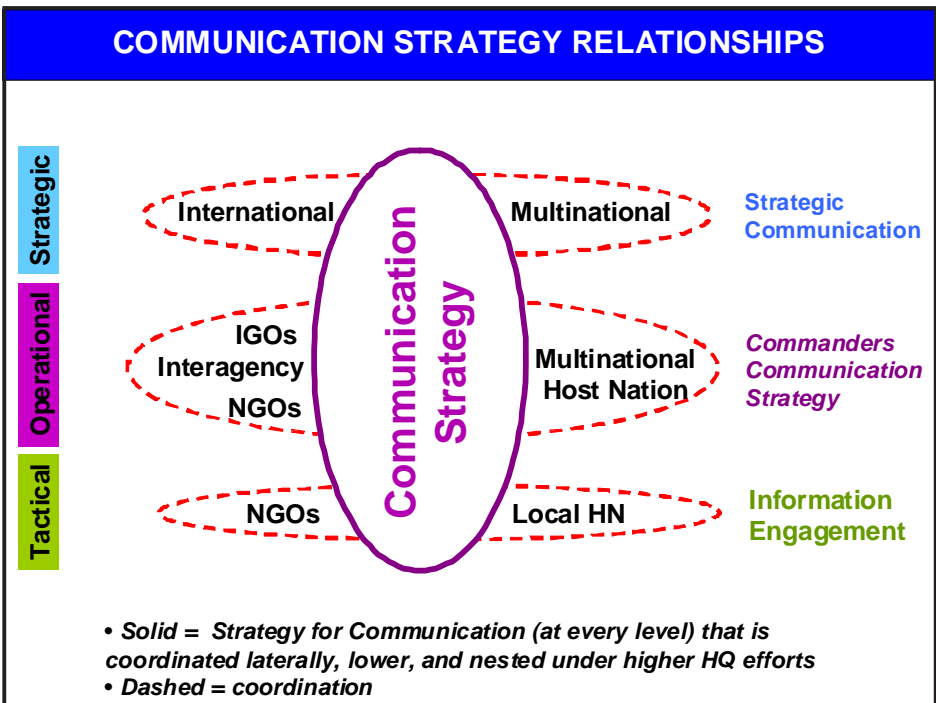 COMMUNICATION STRATEGY RELATIONSHIPS
Strategic
International
Multinational
Strategic
Communication
Operational
IGOs
Interagency
NGOs
Communication
Strategy
Multinational
Host Nation
Commanders
Communication
Strategy
Tactical
NGOs
Local HN
Information
Engagement
• Solid = Strategy for Communication (at every level) that is
coordinated laterally, lower, and nested under higher HQ efforts
• Dashed = coordination